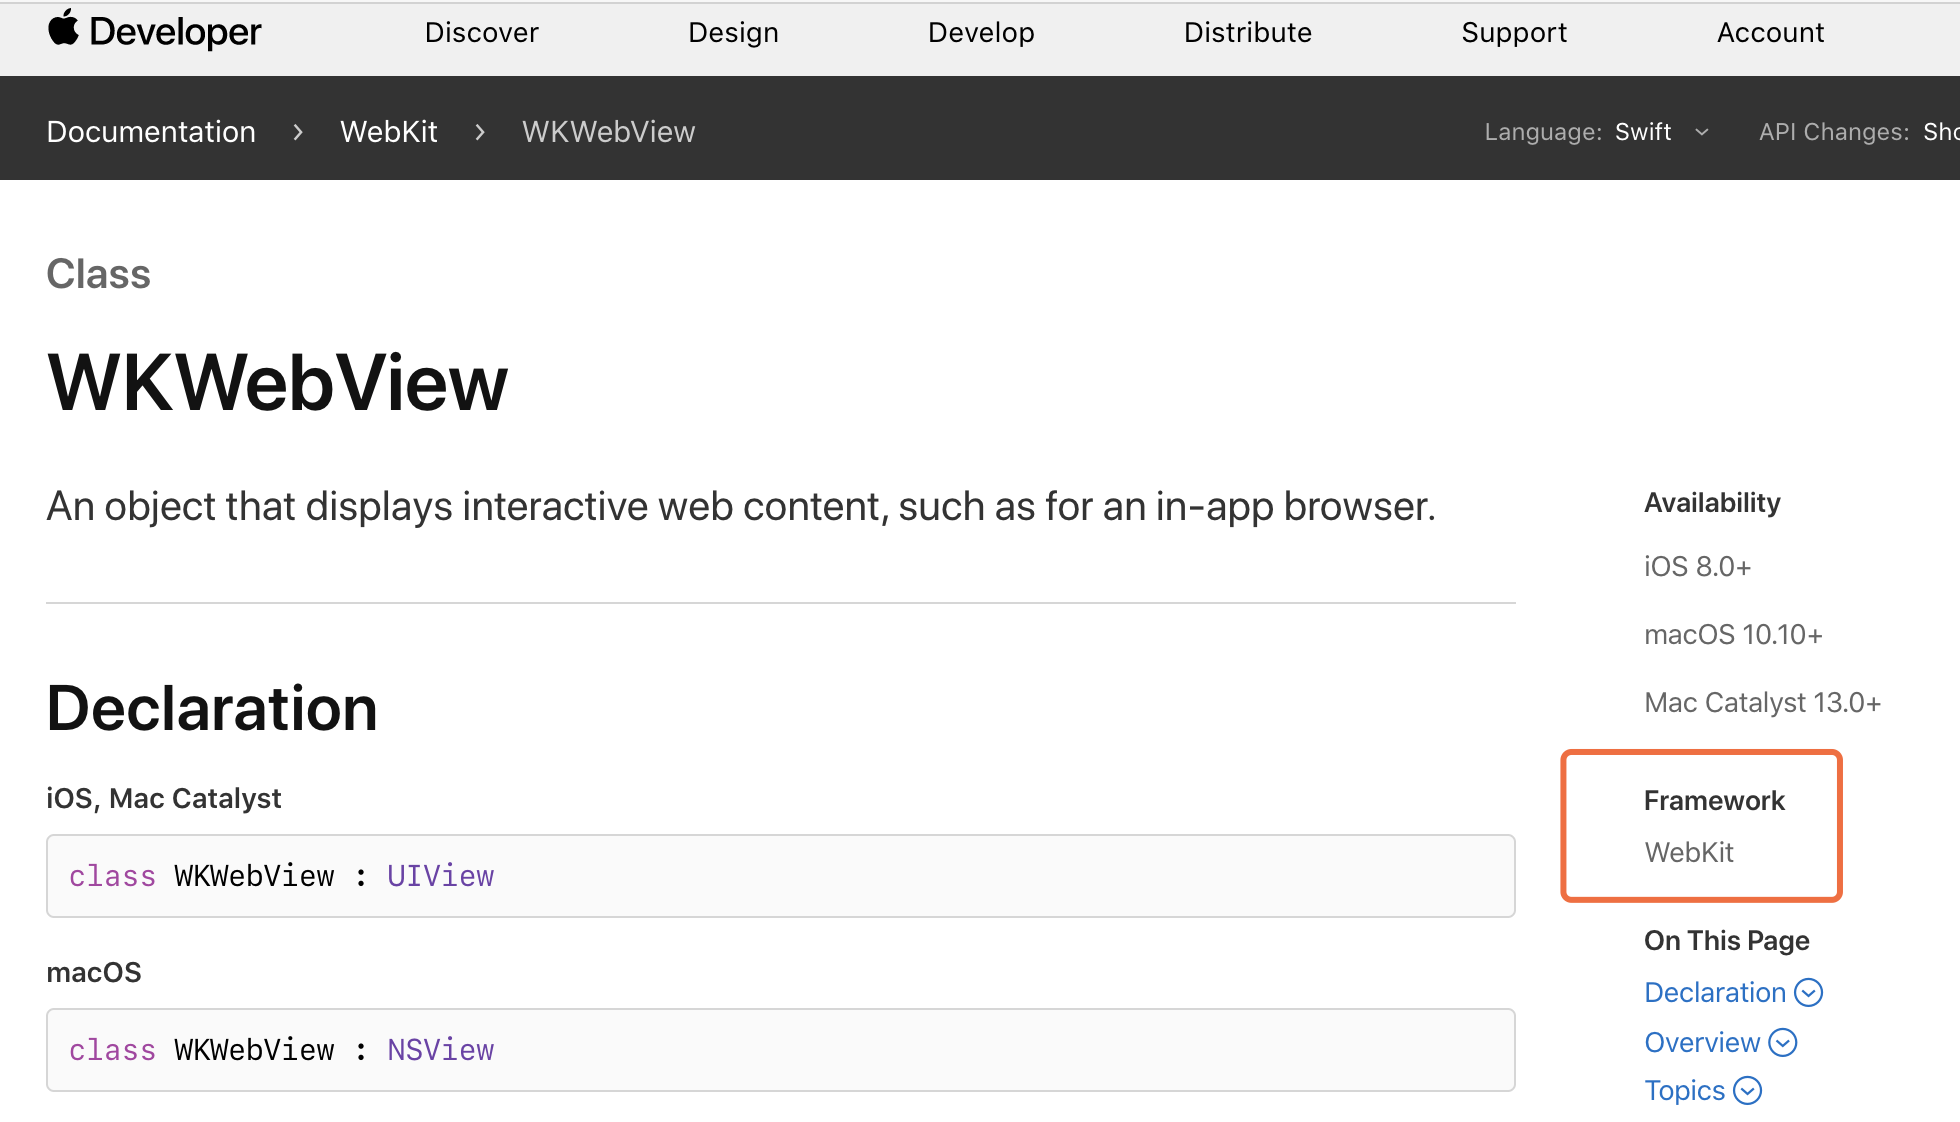 Developer Discover Design Develop Distribute Support Account
Documentation > WebKit > WKWebView Language: Swift API Changes:
Class
WKWebView
An object that displays interactive web content, such as for an in-app browser.
Declaration
iOS, Mac Catalyst
class WKWebView : UIView
macOS
class WKWebView : NSView
Availability
iOS 8.0+
macOS 10.10+
Mac Catalyst 13.0+
Framework
WebKit
On This Page
Declaration
Overview
Topics